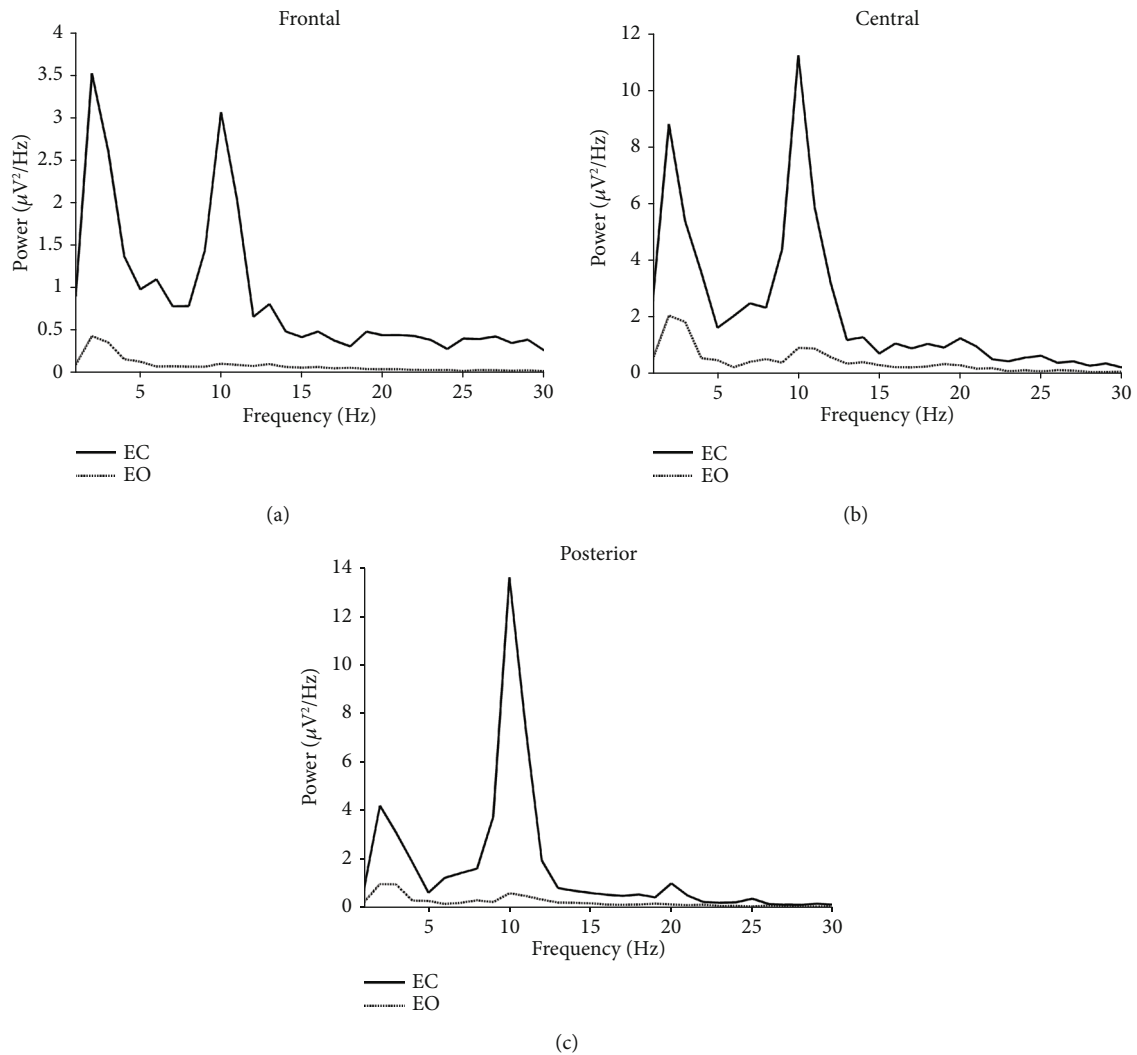 Frontal
4
3.5
3
2.5
2
1.5
1
0.5
0
Power (μV²/Hz)
5 10 15 20 25 30
Frequency (Hz)
EC
EO
(a)
Central
12
10
8
6
4
2
0
Power (μV²/Hz)
5 10 15 20 25 30
Frequency (Hz)
EC
EO
(b)
Posterior
14
12
10
8
6
4
2
0
Power (μV²/Hz)
5 10 15 20 25 30
Frequency (Hz)
EC
EO
(c)